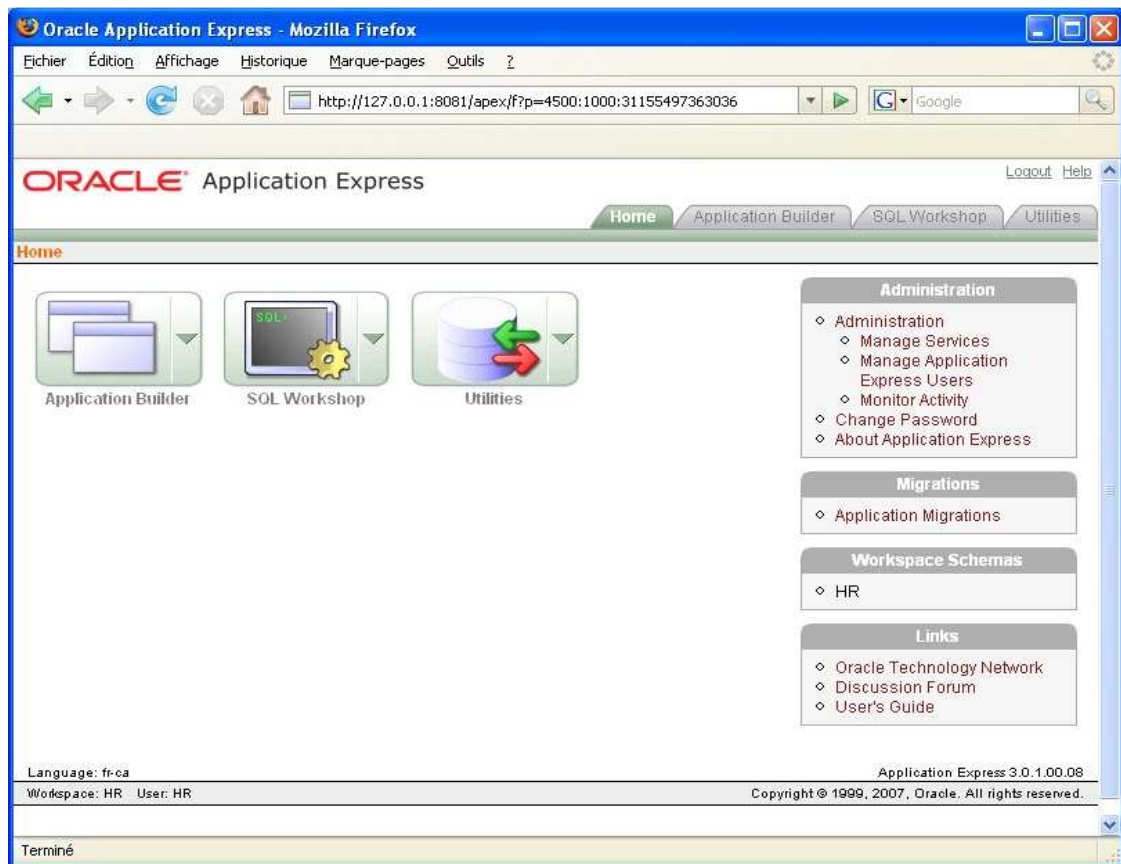 Oracle Application Express - Mozilla Firefox
Fichier Édition Affichage Historique Marque-pages Outils ?
http://127.0.0.1:8081/apex/f?p=4500:1000:31155497363036
G Google
ORACLE Application Express
Logout Help
Home Application Builder SQL Workshop Utilities
Home
SQL>
Application Builder SQL Workshop Utilities
Administration
Administration
Manage Services
Manage Application
Express Users
Monitor Activity
Change Password
About Application Express
Migrations
Application Migrations
Workspace Schemas
HR
Links
Oracle Technology Network
Discussion Forum
User's Guide
Language: fr-ca
Application Express 3.0.1.00.08
Workspace: HR User: HR
Copyright © 1999, 2007, Oracle. All rights reserved.
Terminé